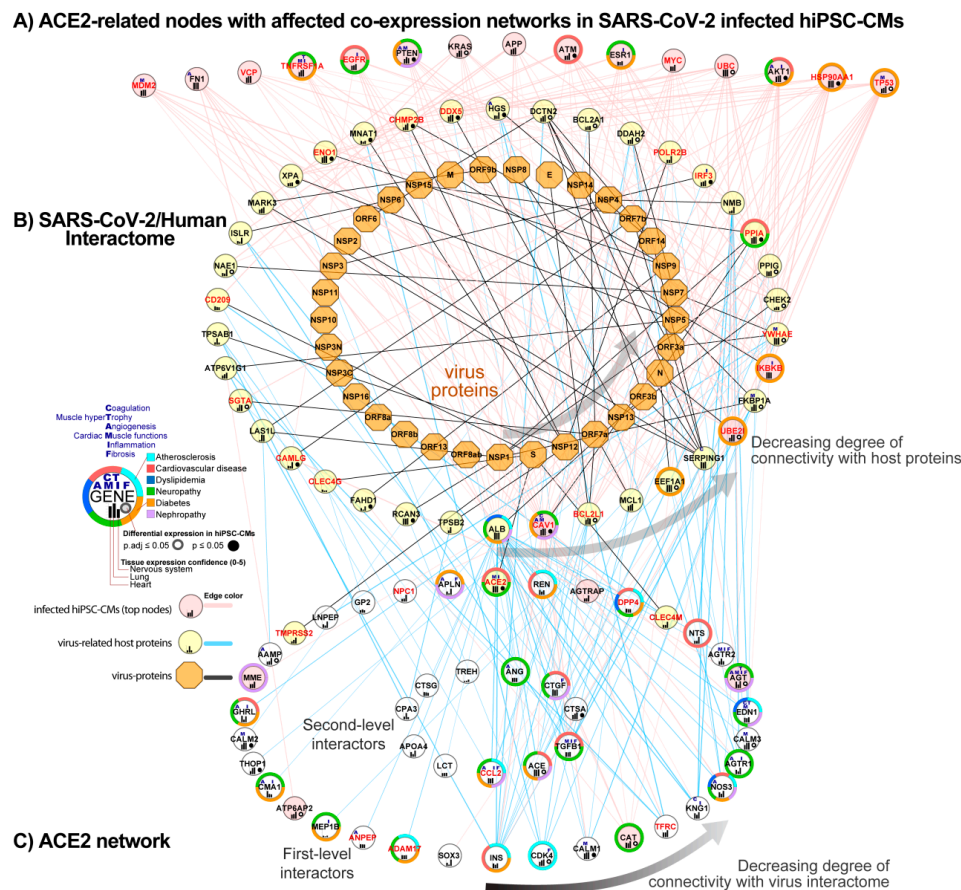 A) ACE2-related nodes with affected co-expression networks in SARS-CoV-2 infected hiPSC-CMs
MDM2
FN1
VCP
TNFRSF1A
EGFR
PTEN
KRAS
APP
ATM
ESR1
MYC
UBC
AKT1
HSP90AA1
TP53
B) SARS-CoV-2/Human
Interactome
ISLR
MARK3
XPA
ENO1
MNAT1
CHMP2B
DDX5
HGS
DCTN2
BCL2A1
DDAH2
POLR2B
IRF3
NMB
PPIA
PPIG
CHEK2
YWHAE
IKBKB
FKBP1A
UBE2I
SERPING1
EEF1A1
MCL1
BCL2L1
CAV1
ALB
TPSB2
RCAN3
FAHD1
CLEC4G
CAMLG
LAS1L
SGTA
ATP6V1G1
TPSAB1
CD209
NAE1
M
ORF9b
NSP8
E
NSP14
NSP4
ORF7b
ORF14
NSP9
NSP7
NSP5
ORF3a
N
ORF3b
NSP13
ORF7a
NSP12
S
NSP1
ORF8ab
ORF13
ORF8b
ORF8a
NSP16
NSP3C
NSP3N
NSP10
NSP11
NSP3
NSP2
ORF6
NSP6
NSP15
virus
proteins
Decreasing degree of
connectivity with host proteins
Coagulation
Muscle hyperTrophy
Angiogenesis
Cardiac Muscle functions
Inflammation
Fibrosis
C T
A M I F
GENE
Atherosclerosis
Cardiovascular disease
Dyslipidemia
Neuropathy
Diabetes
Nephropathy
Differential expression in hiPSC-CMs
p.adj ≤ 0.05 p ≤ 0.05
Tissue expression confidence (0-5)
Nervous system
Lung
Heart
Edge color
infected hiPSC-CMs (top nodes)
virus-related host proteins
virus-proteins
APLN
ACE2
REN
AGTRAP
DPP4
CLEC4M
NTS
AGTR2
AGT
EDN1
CALM3
AGTR1
NOS3
KNG1
TFRC
CAT
CALM1
CDK4
INS
SOX3
ADAM17
ANPEP
MEP1B
ATP6AP2
CMA1
THOP1
CALM2
GHRL
MME
AAMP
TMPRSS2
LNPEP
GP2
NPC1
TREH
ANG
CTGF
CTSA
TGFB1
ACE
CCL2
LCT
APOA4
CPA3
CTSG
Second-level
interactors
First-level
interactors
C) ACE2 network
Decreasing degree of
connectivity with virus interactome